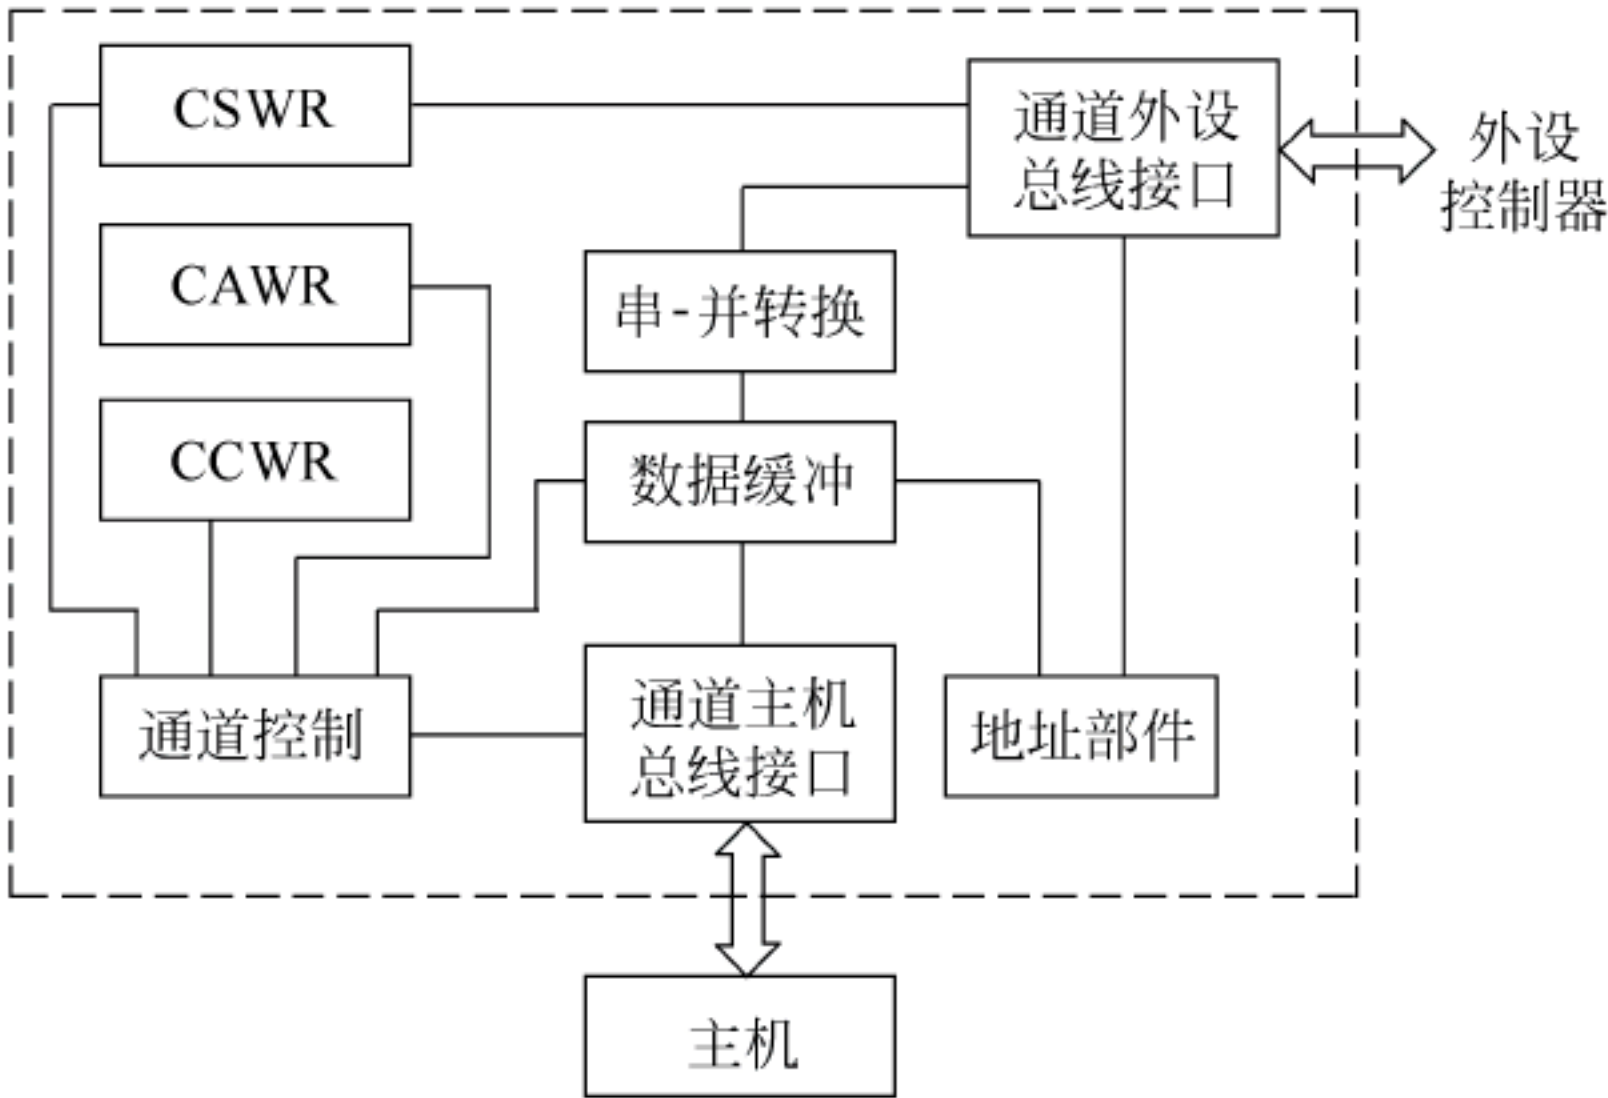 CSWR
通道外设
总线接口
外设
控制器
CAWR
串-并转换
CCWR
数据缓冲
通道控制
通道主机
总线接口
地址部件
主机